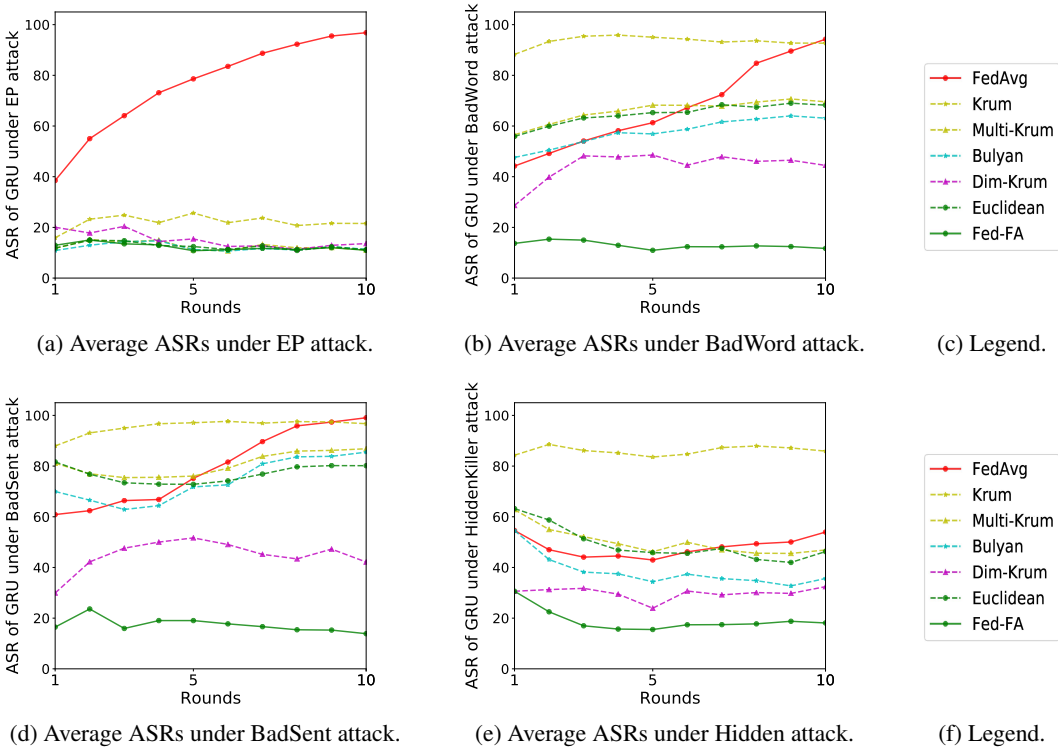 100
80
60
40
20
0
ASR of GRU under EP attack
1
5
10
Rounds
(a) Average ASRs under EP attack.
100
80
60
40
20
0
ASR of GRU under BadWord attack
1
5
10
Rounds
(b) Average ASRs under BadWord attack.
FedAvg
Krum
Multi-Krum
Bulyan
Dim-Krum
Euclidean
Fed-FA
(c) Legend.
100
80
60
40
20
0
ASR of GRU under BadSent attack
1
5
10
Rounds
(d) Average ASRs under BadSent attack.
100
80
60
40
20
0
ASR of GRU under HiddenKiller attack
1
5
10
Rounds
(e) Average ASRs under Hidden attack.
FedAvg
Krum
Multi-Krum
Bulyan
Dim-Krum
Euclidean
Fed-FA
(f) Legend.